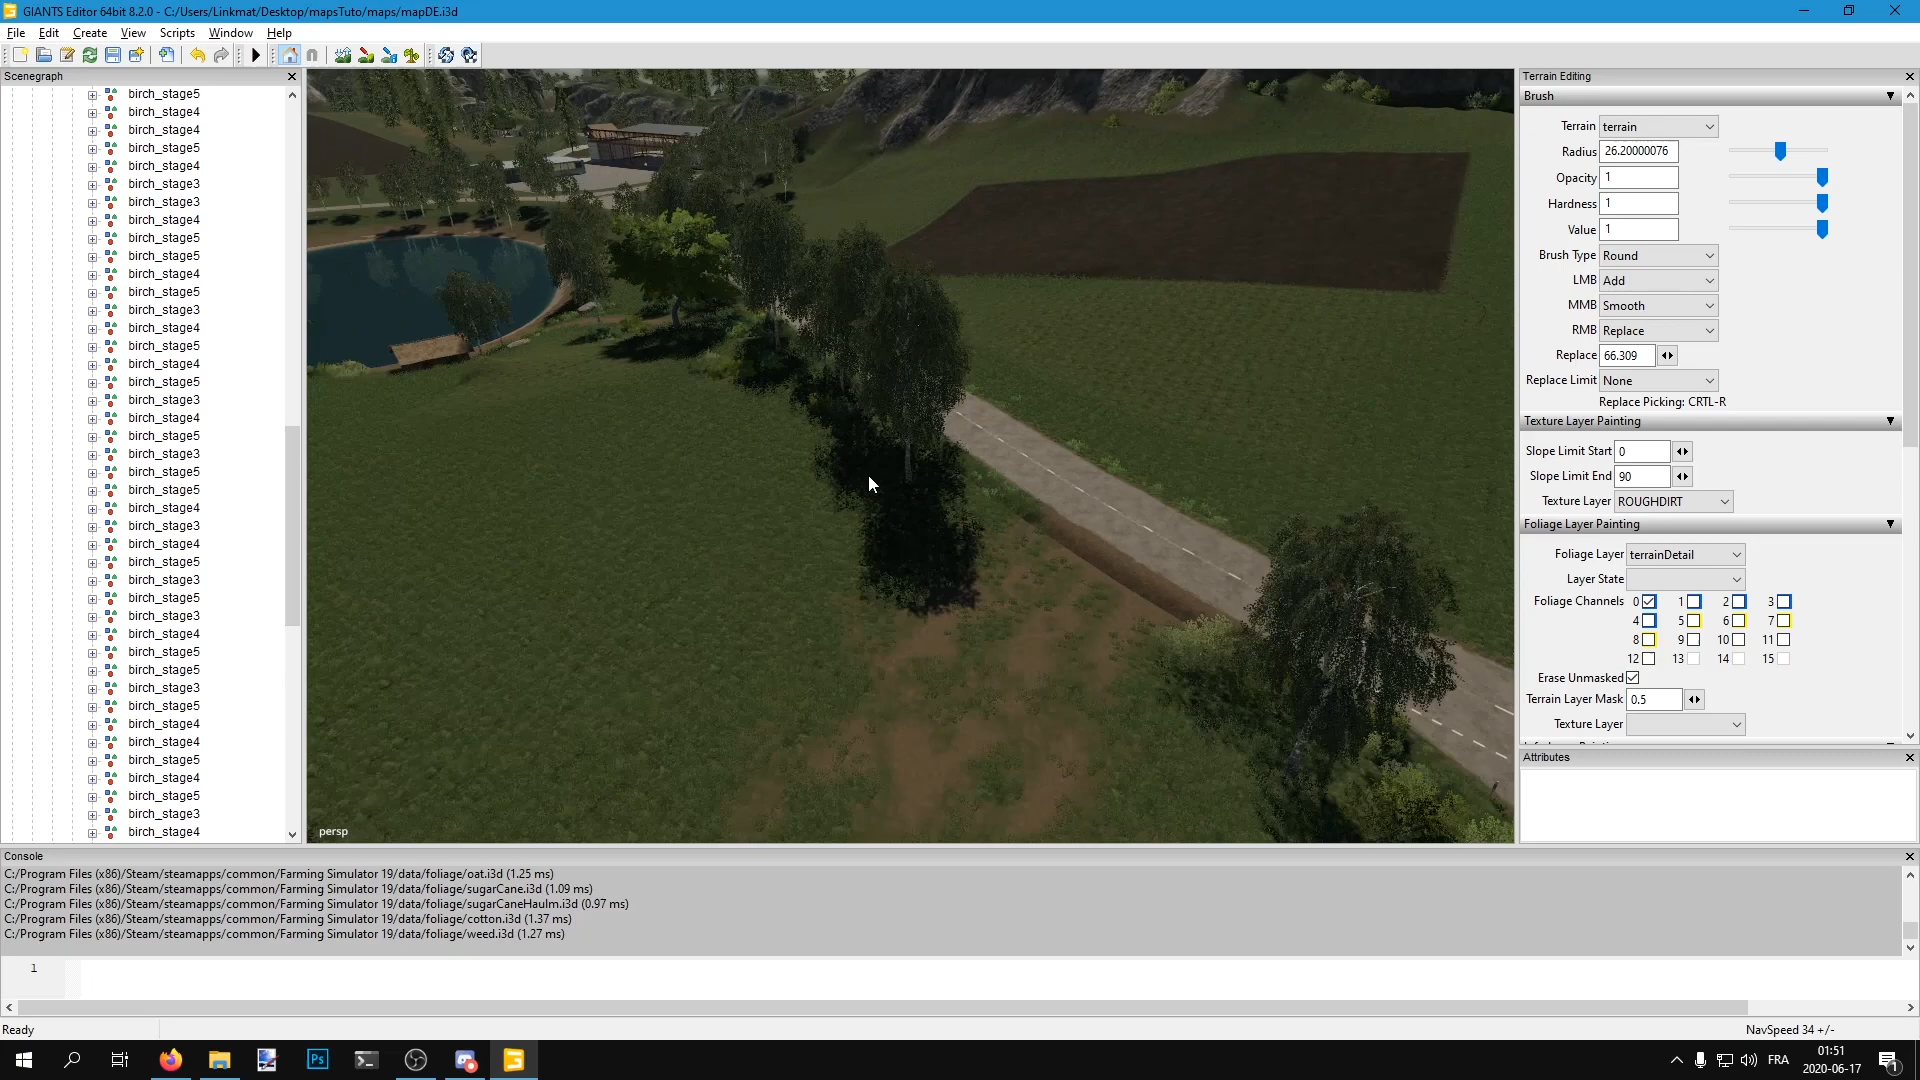 GIANTS Editor 64bit 8.2.0 - C:/Users/Linkmat/Desktop/mapsTuto/maps/mapDE.i3d
File Edit Create View Scripts Window Help
Scenegraph
birch_stage5
birch_stage4
birch_stage4
birch_stage5
birch_stage4
birch_stage3
birch_stage3
birch_stage4
birch_stage5
birch_stage5
birch_stage4
birch_stage5
birch_stage3
birch_stage4
birch_stage5
birch_stage4
birch_stage5
birch_stage3
birch_stage4
birch_stage5
birch_stage3
birch_stage5
birch_stage5
birch_stage4
birch_stage3
birch_stage4
birch_stage5
birch_stage3
birch_stage5
birch_stage3
birch_stage4
birch_stage5
birch_stage5
birch_stage3
birch_stage5
birch_stage4
birch_stage4
birch_stage5
birch_stage4
birch_stage5
birch_stage3
birch_stage4
persp
Terrain Editing
Brush
Terrain terrain
Radius 26.20000076
Opacity 1
Hardness 1
Value 1
Brush Type Round
LMB Add
MMB Smooth
RMB Replace
Replace 66.309
Replace Limit None
Replace Picking: CRTL-R
Texture Layer Painting
Slope Limit Start 0
Slope Limit End 90
Texture Layer ROUGHDIRT
Foliage Layer Painting
Foliage Layer terrainDetail
Layer State
Foliage Channels 0 1 2 3
4 5 6 7
8 9 10 11
12 13 14 15
Erase Unmasked
Terrain Layer Mask 0.5
Texture Layer
Attributes
Console
C:/Program Files (x86)/Steam/steamapps/common/Farming Simulator 19/data/foliage/oat.i3d (1.25 ms)
C:/Program Files (x86)/Steam/steamapps/common/Farming Simulator 19/data/foliage/sugarCane.i3d (1.09 ms)
C:/Program Files (x86)/Steam/steamapps/common/Farming Simulator 19/data/foliage/sugarCaneHaulm.i3d (0.97 ms)
C:/Program Files (x86)/Steam/steamapps/common/Farming Simulator 19/data/foliage/cotton.i3d (1.37 ms)
C:/Program Files (x86)/Steam/steamapps/common/Farming Simulator 19/data/foliage/weed.i3d (1.27 ms)
1
Ready
NavSpeed 34 +/-
Ps
FRA
01:51
2020-06-17
1